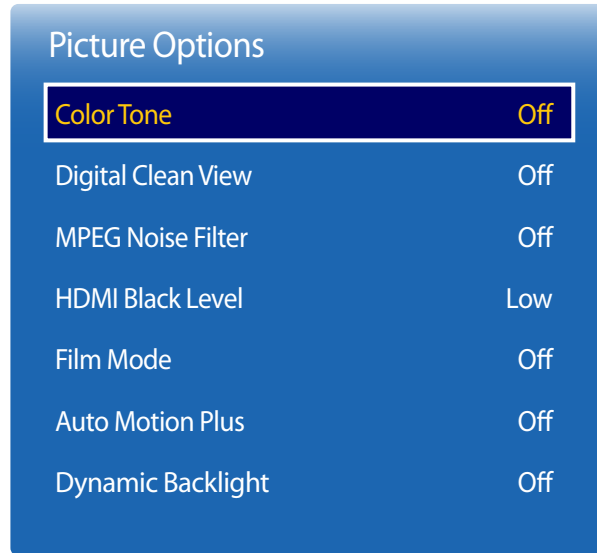 Picture Options
Color Tone Off
Digital Clean View Off
MPEG Noise Filter Off
HDMI Black Level Low
Film Mode Off
Auto Motion Plus Off
Dynamic Backlight Off